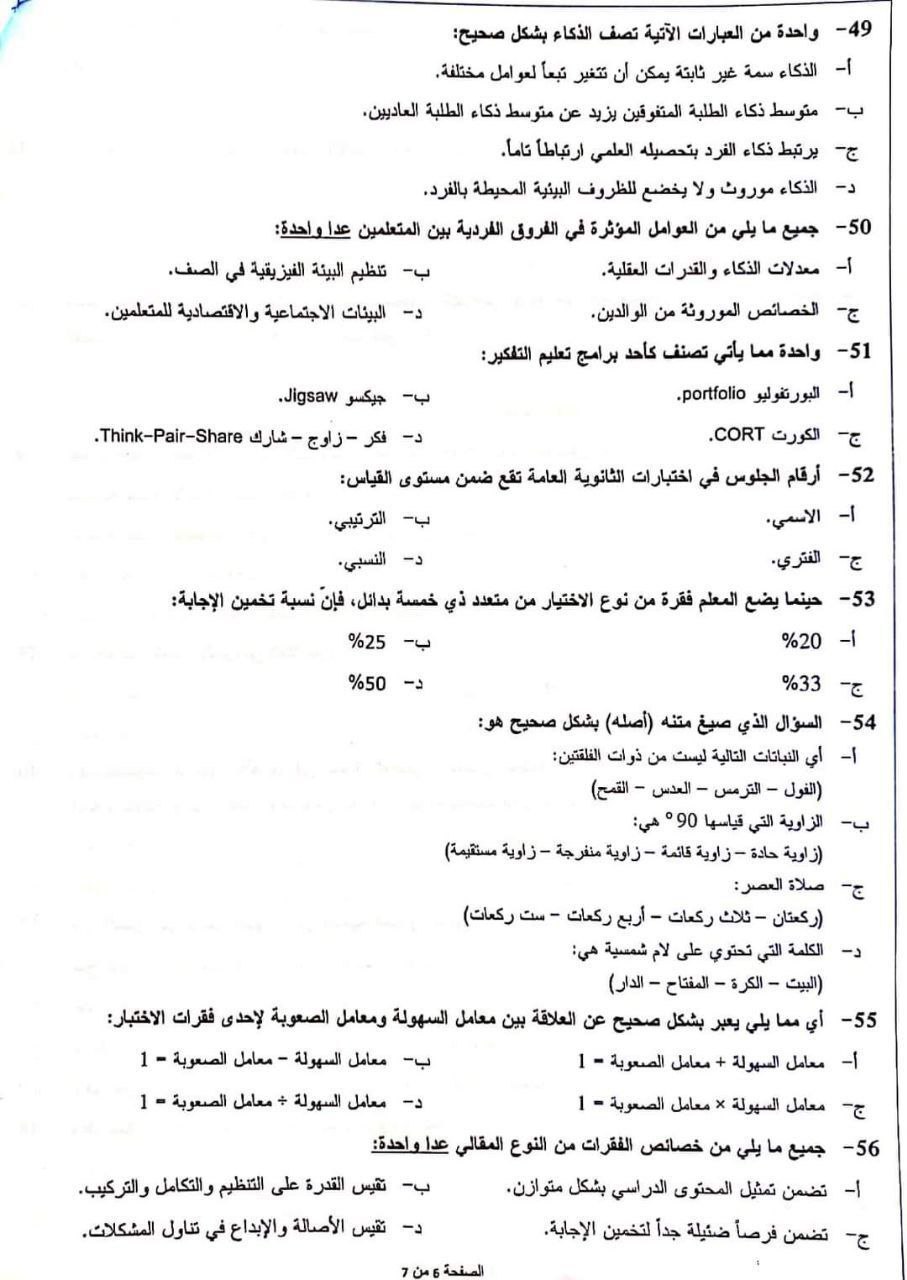 49- واحدة من العبارات الآتية تصف الذكاء بشكل صحيح:
أ- الذكاء سمة غير ثابتة يمكن أن تتغير تبعاً لعوامل مختلفة.
ب- متوسط ذكاء الطلبة المتفوقين يزيد عن متوسط ذكاء الطلبة العاديين.
ج- يرتبط ذكاء الفرد بتحصيله العلمي ارتباطاً تاماً.
د- الذكاء موروث ولا يخضع للظروف البيئية المحيطة بالفرد.
50- جميع ما يلي من العوامل المؤثرة في الفروق الفردية بين المتعلمين عدا واحدة:
أ- معدلات الذكاء والقدرات العقلية. ب- تنظيم البيئة الفيزيقية في الصف.
ج- الخصائص الموروثة من الوالدين. د- البيئات الاجتماعية والاقتصادية للمتعلمين.
51- واحدة مما يأتي تصنف كأحد برامج تعليم التفكير:
أ- البورتفوليو portfolio. ب- جيكسو Jigsaw.
ج- الكورت CORT. د- فكر – زاوج – شارك Think-Pair-Share.
52- أرقام الجلوس في اختبارات الثانوية العامة تقع ضمن مستوى القياس:
أ- الاسمي. ب- الترتيبي.
ج- الفتري. د- النسبي.
53- حينما يضع المعلم فقرة من نوع الاختيار من متعدد ذي خمسة بدائل، فإنّ نسبة تخمين الإجابة:
أ- 20% ب- 25%
ج- 33% د- 50%
54- السؤال الذي صيغ متنه (أصله) بشكل صحيح هو:
أ- أي النباتات التالية ليست من ذوات الفلقتين:
(الفول – الترمس – العدس – القمح)
ب- الزاوية التي قياسها 90° هي:
(زاوية حادة – زاوية قائمة – زاوية منفرجة – زاوية مستقيمة)
ج- صلاة العصر:
(ركعتان – ثلاث ركعات – أربع ركعات – ست ركعات)
د- الكلمة التي تحتوي على لام شمسية هي:
(البيت – الكرة – المفتاح – الدار)
55- أي مما يلي يعبر بشكل صحيح عن العلاقة بين معامل السهولة ومعامل الصعوبة لإحدى فقرات الاختبار:
أ- معامل السهولة + معامل الصعوبة = 1 ب- معامل السهولة – معامل الصعوبة = 1
ج- معامل السهولة × معامل الصعوبة = 1 د- معامل السهولة ÷ معامل الصعوبة = 1
56- جميع ما يلي من خصائص الفقرات من النوع المقالي عدا واحدة:
أ- تضمن تمثيل المحتوى الدراسي بشكل متوازن. ب- تقيس القدرة على التنظيم والتكامل والتركيب.
ج- تضمن فرصاً ضئيلة جداً لتخمين الإجابة. د- تقيس الأصالة والإبداع في تناول المشكلات.
الصفحة 6 من 7